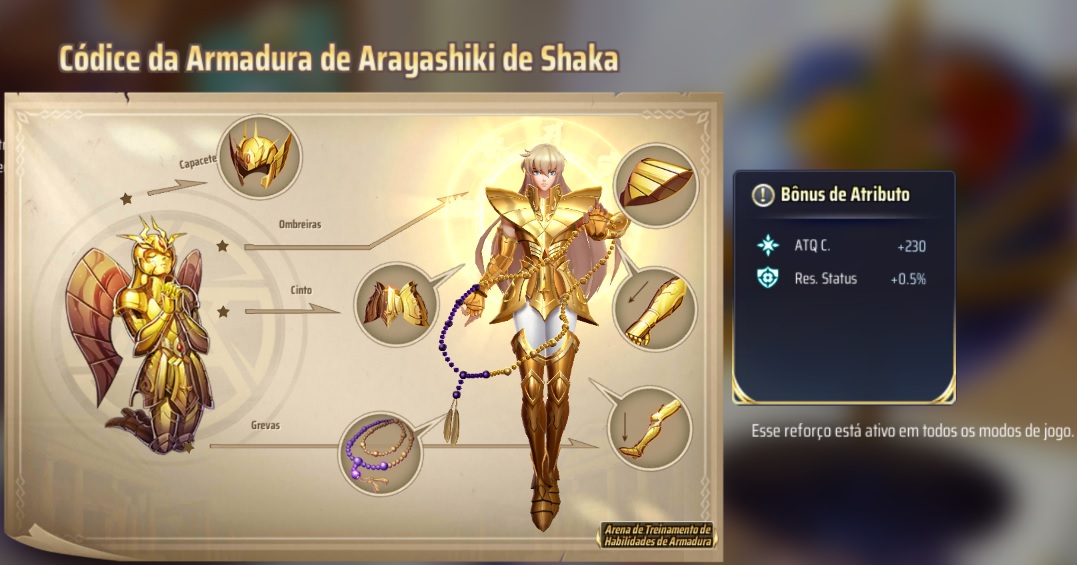 Códice da Armadura de Arayashiki de Shaka
Capacete
Ombreiras
Cinto
Grevas
Arena de Treinamento de
Habilidades de Armadura
Bônus de Atributo
ATQ C. +230
Res. Status +0.5%
Esse reforço está ativo em todos os modos de jogo.